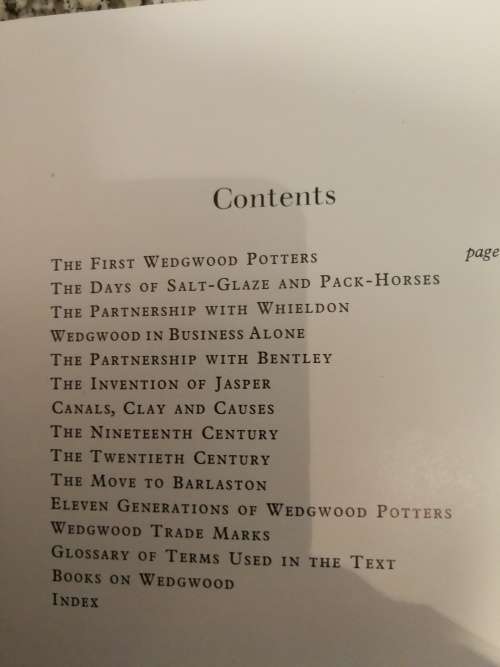 Contents
page
The First Wedgwood Potters
The Days of Salt-Glaze and Pack-Horses
The Partnership with Whieldon
Wedgwood in Business Alone
The Partnership with Bentley
The Invention of Jasper
Canals, Clay and Causes
The Nineteenth Century
The Twentieth Century
The Move to Barlaston
Eleven Generations of Wedgwood Potters
Wedgwood Trade Marks
Glossary of Terms Used in the Text
Books on Wedgwood
Index